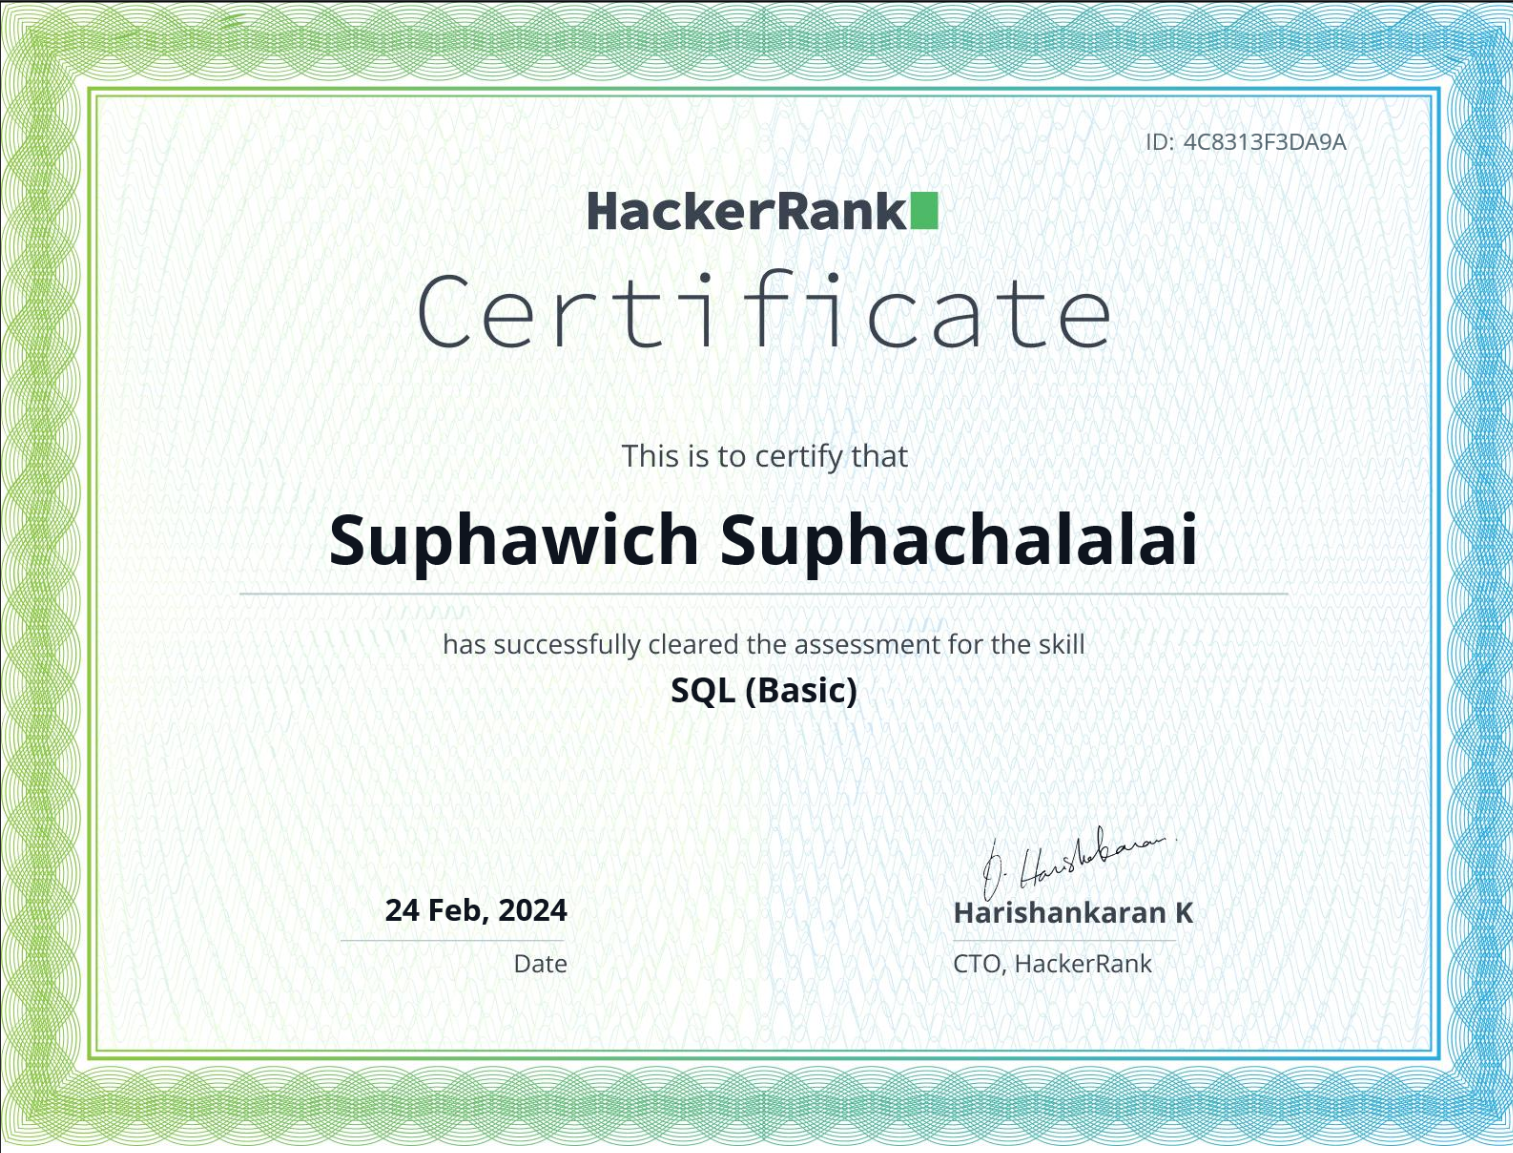 ID: 4C8313F3DA9A
HackerRank
Certificate
This is to certify that
Suphawich Suphachalalai
has successfully cleared the assessment for the skill
SQL (Basic)
D. Harishankaran.
24 Feb, 2024
Harishankaran K
Date
CTO, HackerRank